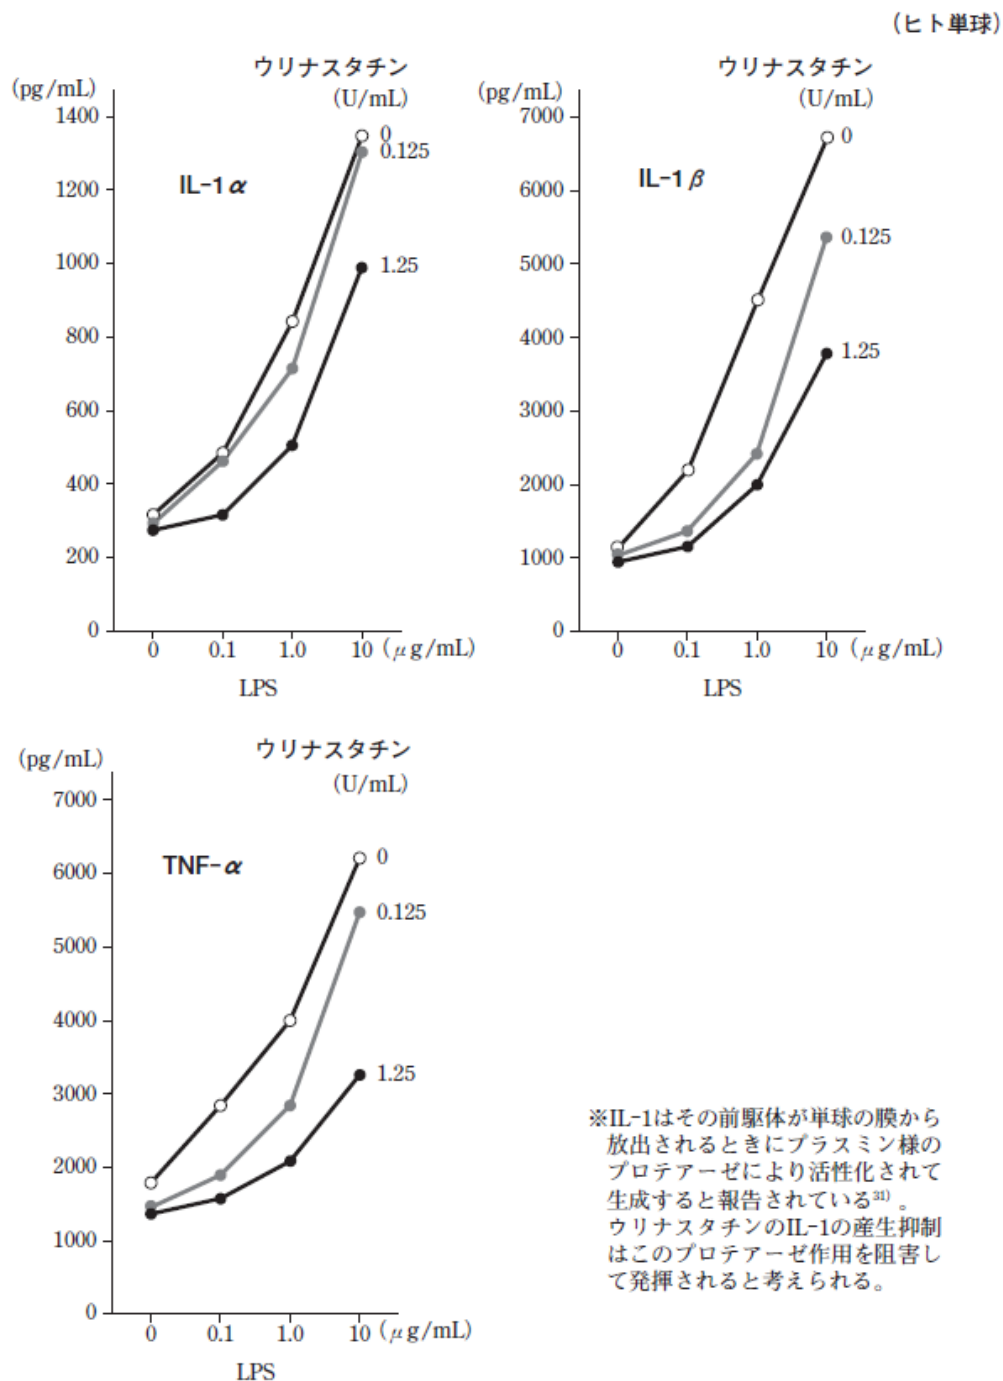 (ヒト単球)
ウリナスタチン
(pg/mL)
(U/mL)
1400
1200
1000
800
600
400
200
0
IL-1α
0
0.125
1.25
0 0.1 1.0 10 (μg/mL)
LPS
ウリナスタチン
(pg/mL)
(U/mL)
7000
6000
5000
4000
3000
2000
1000
0
IL-1β
0
0.125
1.25
0 0.1 1.0 10 (μg/mL)
LPS
ウリナスタチン
(pg/mL)
(U/mL)
7000
6000
5000
4000
3000
2000
1000
0
TNF-α
0
0.125
1.25
0 0.1 1.0 10 (μg/mL)
LPS
※IL-1はその前駆体が単球の膜から
放出されるときにプラスミン様の
プロテアーゼにより活性化されて
生成すると報告されている³¹⁾。
ウリナスタチンのIL-1の産生抑制
はこのプロテアーゼ作用を阻害し
て発揮されると考えられる。